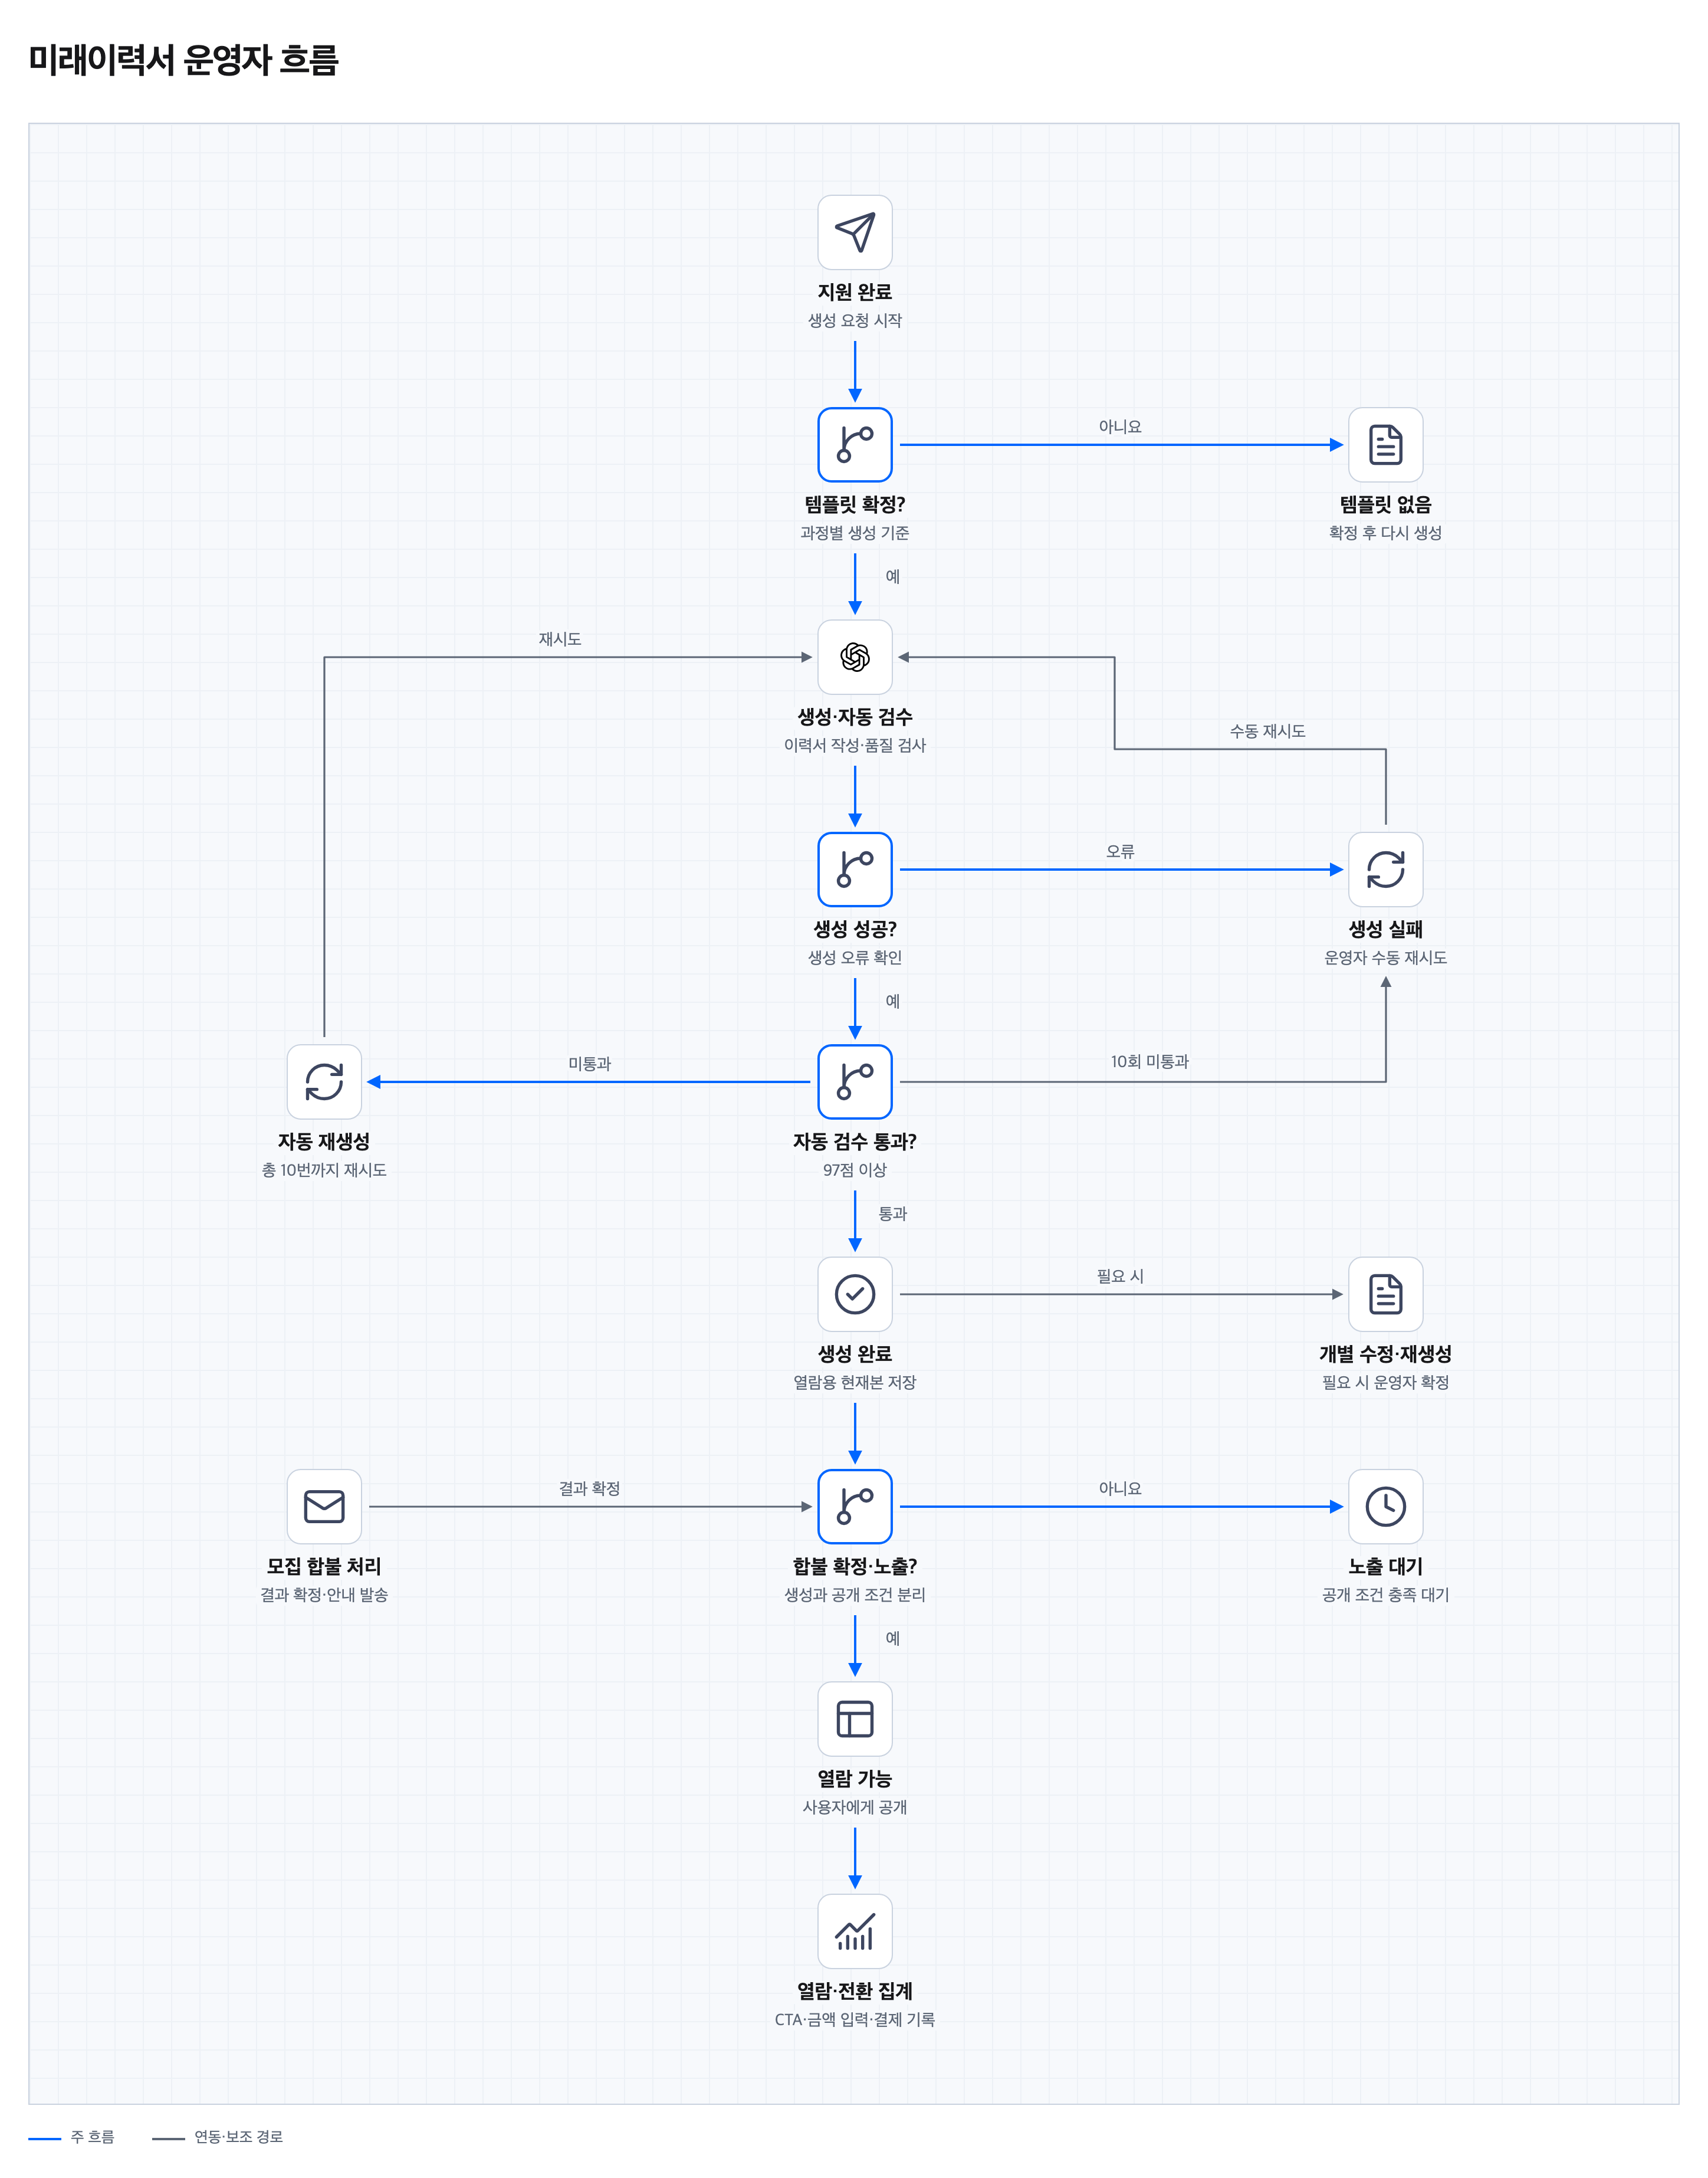 미래이력서 운영자 흐름
지원 완료
생성 요청 시작
아니요
템플릿 확정?
과정별 생성 기준
템플릿 없음
확정 후 다시 생성
예
재시도
생성·자동 검수
이력서 작성·품질 검사
수동 재시도
오류
생성 성공?
생성 오류 확인
생성 실패
운영자 수동 재시도
예
미통과
10회 미통과
자동 재생성
총 10번까지 재시도
자동 검수 통과?
97점 이상
통과
필요 시
생성 완료
열람용 현재본 저장
개별 수정·재생성
필요 시 운영자 확정
결과 확정
아니요
모집 합불 처리
결과 확정·안내 발송
합불 확정·노출?
생성과 공개 조건 분리
노출 대기
공개 조건 충족 대기
예
열람 가능
사용자에게 공개
열람·전환 집계
CTA·금액 입력·결제 기록
주 흐름
연동·보조 경로